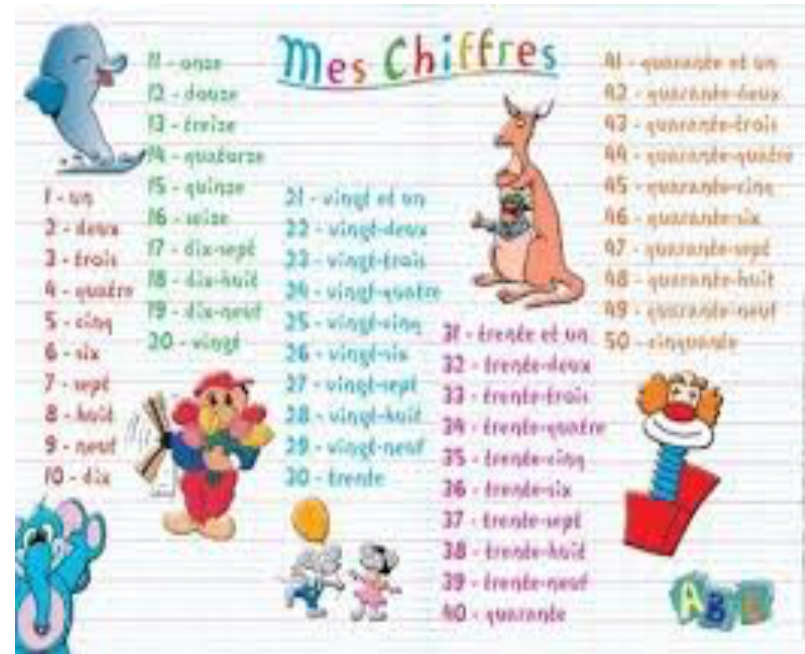 Mes Chiffres
1 - un
2 - deux
3 - trois
4 - quatre
5 - cinq
6 - six
7 - sept
8 - huit
9 - neuf
10 - dix
11 - onze
12 - douze
13 - treize
14 - quatorze
15 - quinze
16 - seize
17 - dix-sept
18 - dix-huit
19 - dix-neuf
20 - vingt
21 - vingt et un
22 - vingt-deux
23 - vingt-trois
24 - vingt-quatre
25 - vingt-cinq
26 - vingt-six
27 - vingt-sept
28 - vingt-huit
29 - vingt-neuf
30 - trente
31 - trente et un
32 - trente-deux
33 - trente-trois
34 - trente-quatre
35 - trente-cinq
36 - trente-six
37 - trente-sept
38 - trente-huit
39 - trente-neuf
40 - quarante
41 - quarante et un
42 - quarante-deux
43 - quarante-trois
44 - quarante-quatre
45 - quarante-cinq
46 - quarante-six
47 - quarante-sept
48 - quarante-huit
49 - quarante-neuf
50 - cinquante